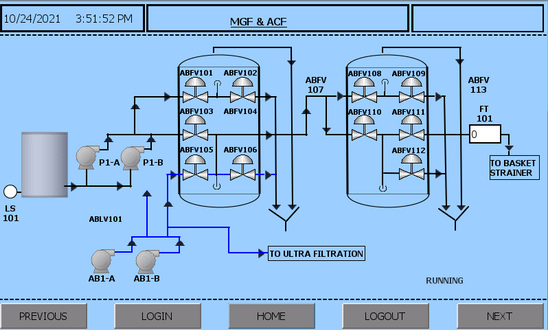 10/24/2021 3:51:52 PM
MGF & ACF
ABFV101 ABFV102
ABFV
107
ABFV108 ABFV109
ABFV
113
ABFV103 ABFV104
ABFV110 ABFV111
FT
101
0
P1-A P1-B
ABFV105 ABFV106
ABFV112
TO BASKET
STRAINER
LS
101
ABLV101
TO ULTRA FILTRATION
AB1-A AB1-B
RUNNING
PREVIOUS LOGIN HOME LOGOUT NEXT